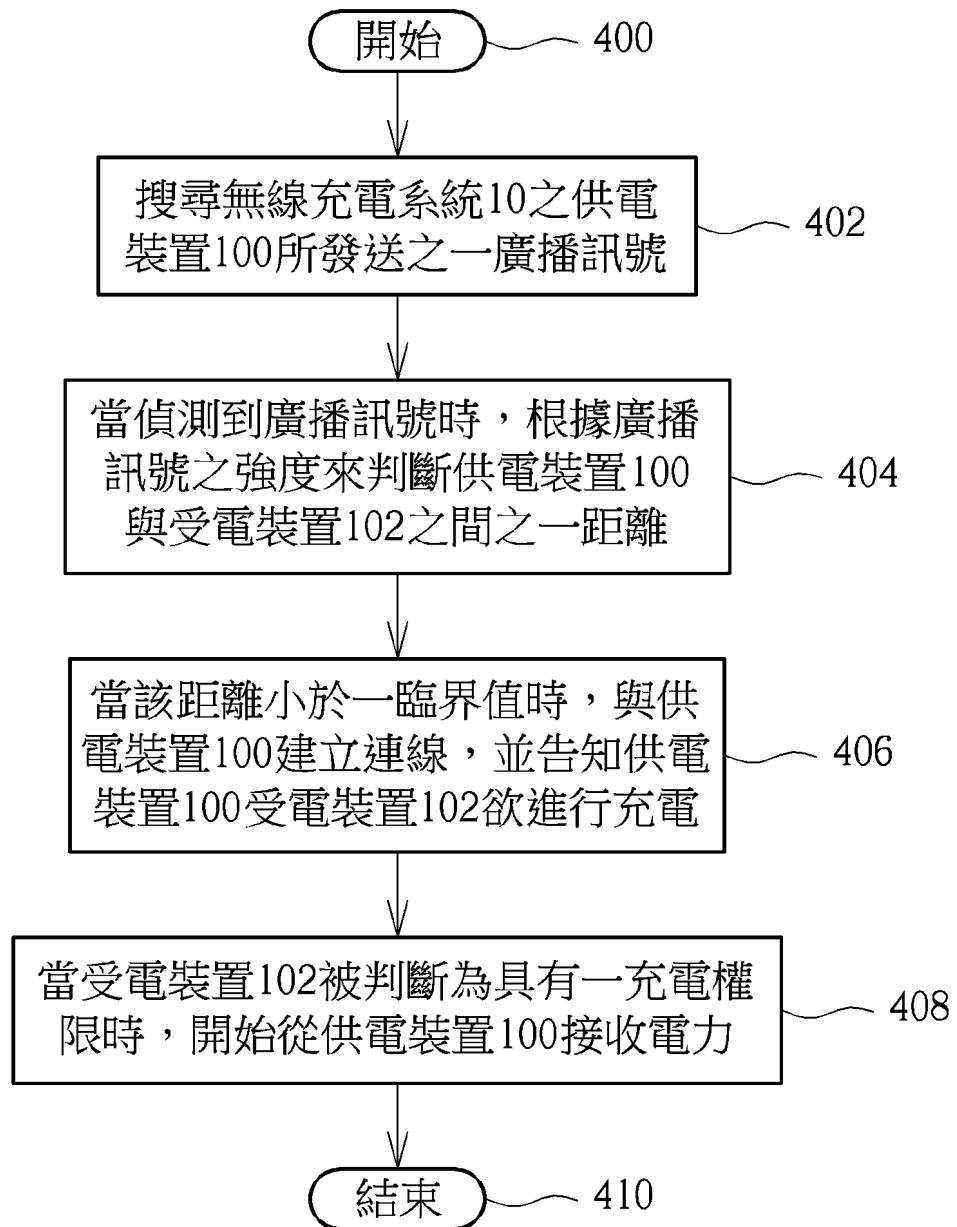 開始
400
搜尋無線充電系統10之供電
裝置100所發送之一廣播訊號
402
當偵測到廣播訊號時，根據廣播
訊號之強度來判斷供電裝置100
與受電裝置102之間之一距離
404
當該距離小於一臨界值時，與供
電裝置100建立連線，並告知供電
裝置100受電裝置102欲進行充電
406
當受電裝置102被判斷為具有一充電權
限時，開始從供電裝置100接收電力
408
結束
410